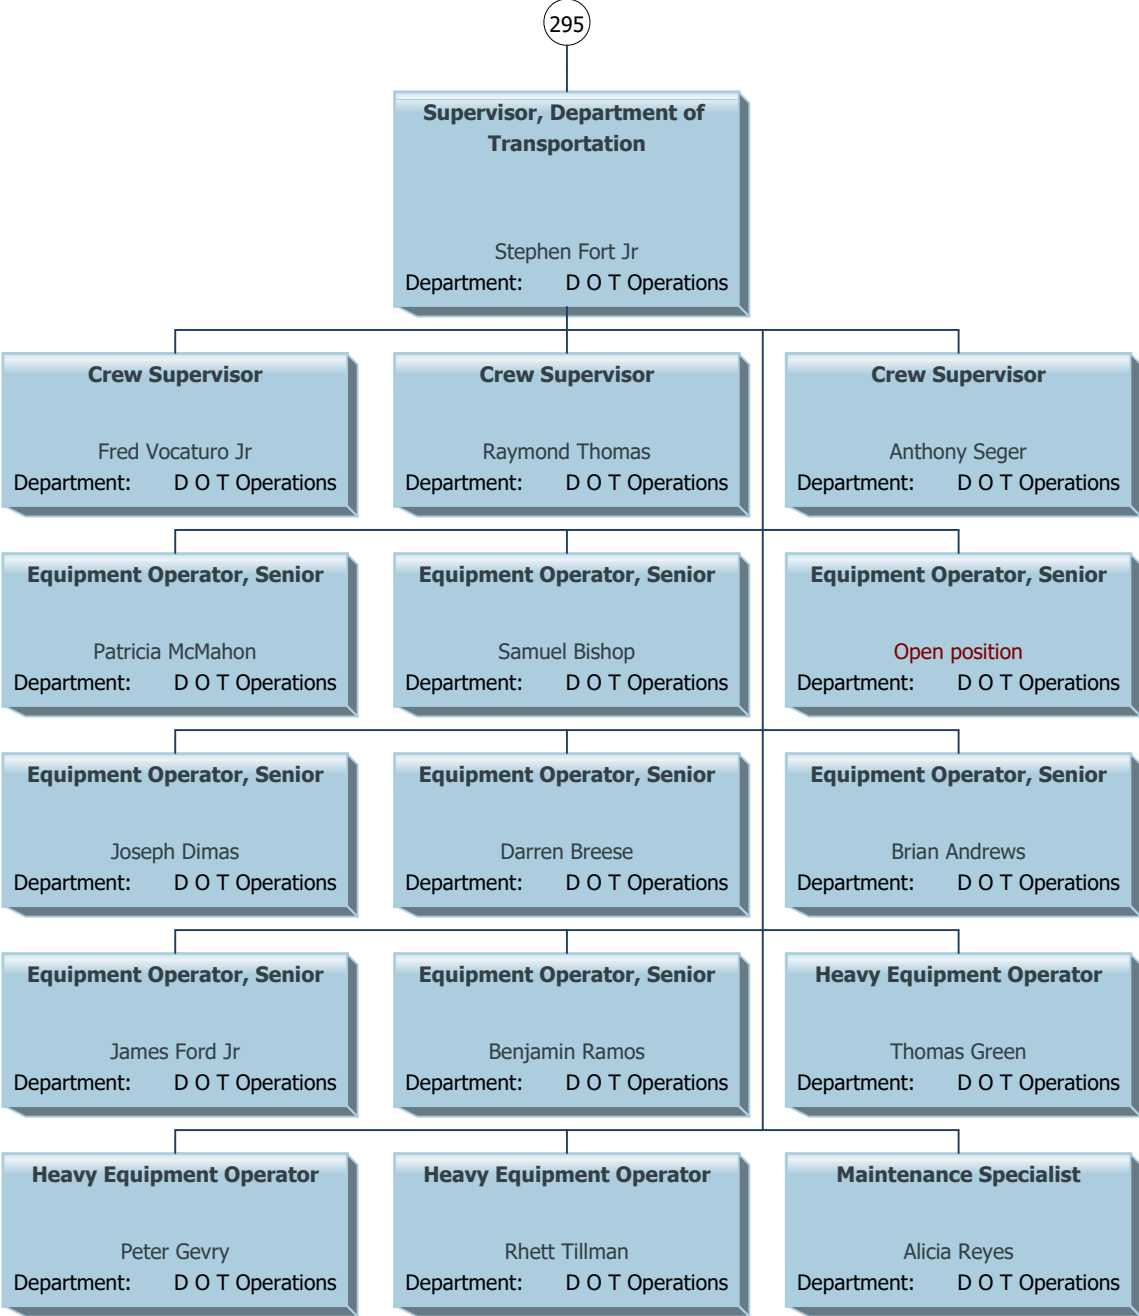 295
Supervisor, Department of
Transportation
Stephen Fort Jr
Department: D O T Operations
Crew Supervisor
Fred Vocaturo Jr
Department: D O T Operations
Crew Supervisor
Raymond Thomas
Department: D O T Operations
Crew Supervisor
Anthony Seger
Department: D O T Operations
Equipment Operator, Senior
Patricia McMahon
Department: D O T Operations
Equipment Operator, Senior
Samuel Bishop
Department: D O T Operations
Equipment Operator, Senior
Open position
Department: D O T Operations
Equipment Operator, Senior
Joseph Dimas
Department: D O T Operations
Equipment Operator, Senior
Darren Breese
Department: D O T Operations
Equipment Operator, Senior
Brian Andrews
Department: D O T Operations
Equipment Operator, Senior
James Ford Jr
Department: D O T Operations
Equipment Operator, Senior
Benjamin Ramos
Department: D O T Operations
Heavy Equipment Operator
Thomas Green
Department: D O T Operations
Heavy Equipment Operator
Peter Gevry
Department: D O T Operations
Heavy Equipment Operator
Rhett Tillman
Department: D O T Operations
Maintenance Specialist
Alicia Reyes
Department: D O T Operations